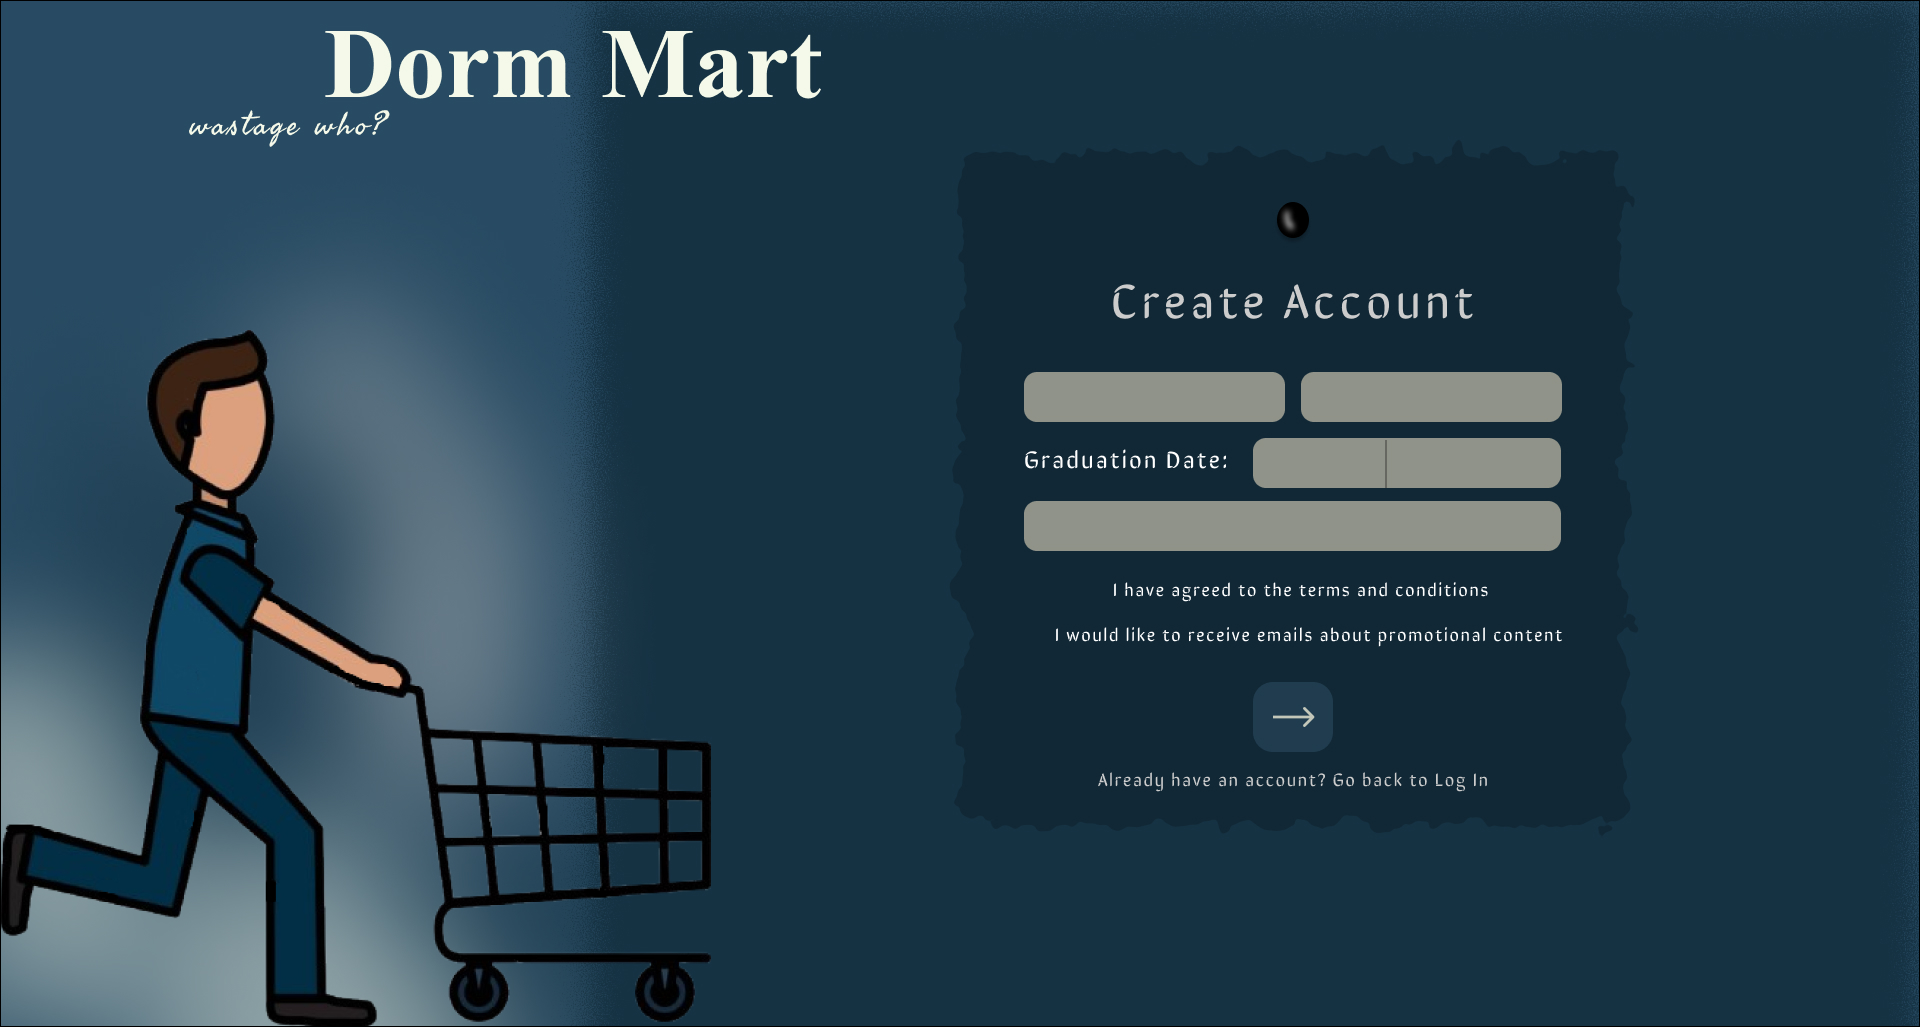 Dorm Mart
wastage who?
Create Account
Graduation Date:
I have agreed to the terms and conditions
I would like to receive emails about promotional content
Already have an account? Go back to Log In